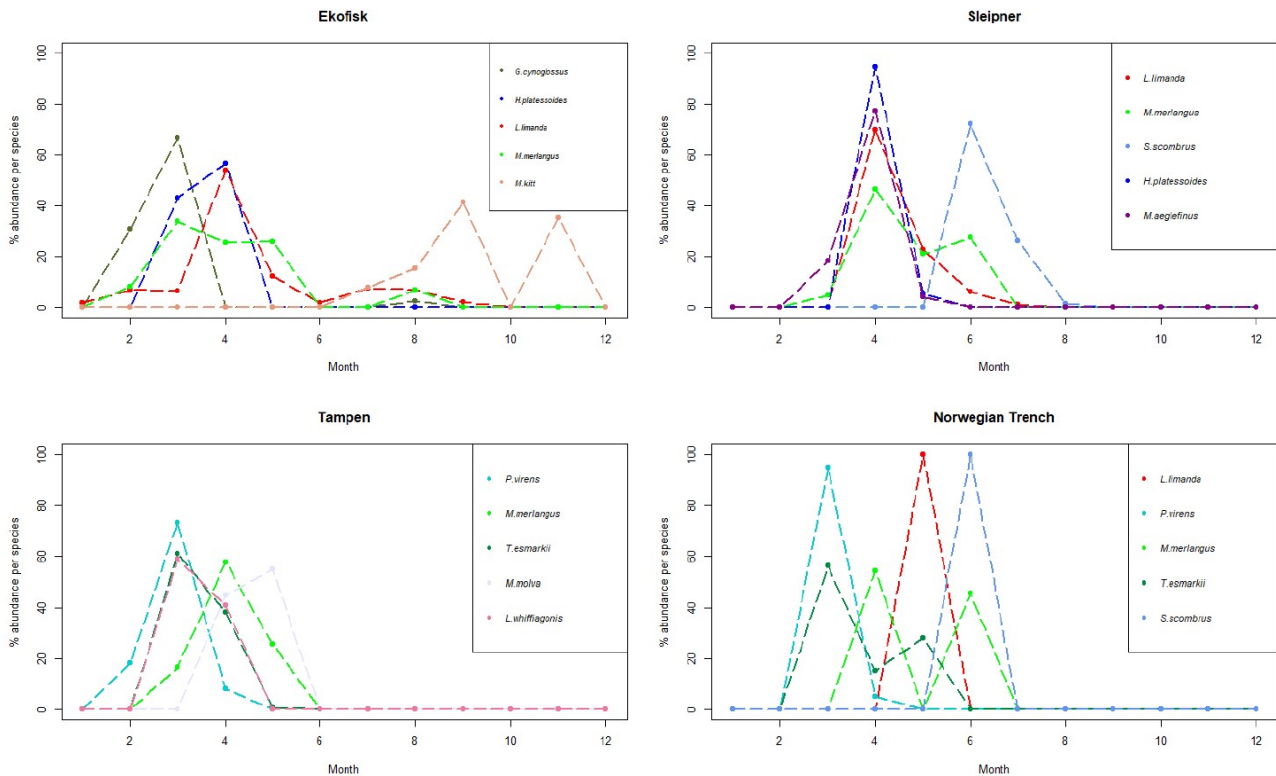 Ekofisk
% abundance per species
100
80
60
40
20
0
G.cynoglossus
H.platessoides
L.limanda
M.merlangus
M.kitt
2 4 6 8 10 12
Month
Sleipner
% abundance per species
100
80
60
40
20
0
L.limanda
M.merlangus
S.scombrus
H.platessoides
M.aeglefinus
2 4 6 8 10 12
Month
Tampen
% abundance per species
100
80
60
40
20
0
P.virens
M.merlangus
T.esmarkii
M.molva
L.whiffiagonis
2 4 6 8 10 12
Month
Norwegian Trench
% abundance per species
100
80
60
40
20
0
L.limanda
P.virens
M.merlangus
T.esmarkii
S.scombrus
2 4 6 8 10 12
Month